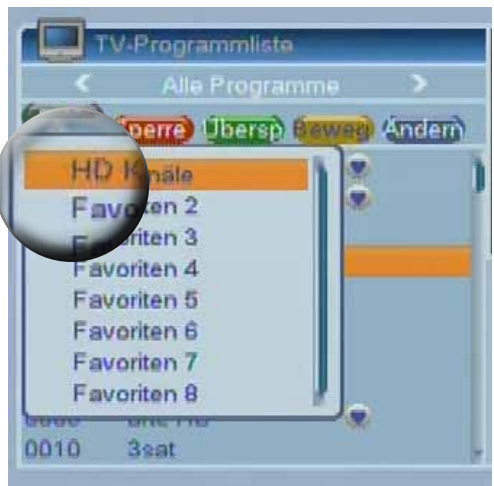 TV-Programmliste
Alle Programme
Sperre Übersp Beweg Ändern
HD Kanäle
Favoriten 2
Favoriten 3
Favoriten 4
Favoriten 5
Favoriten 6
Favoriten 7
Favoriten 8
0010 3sat